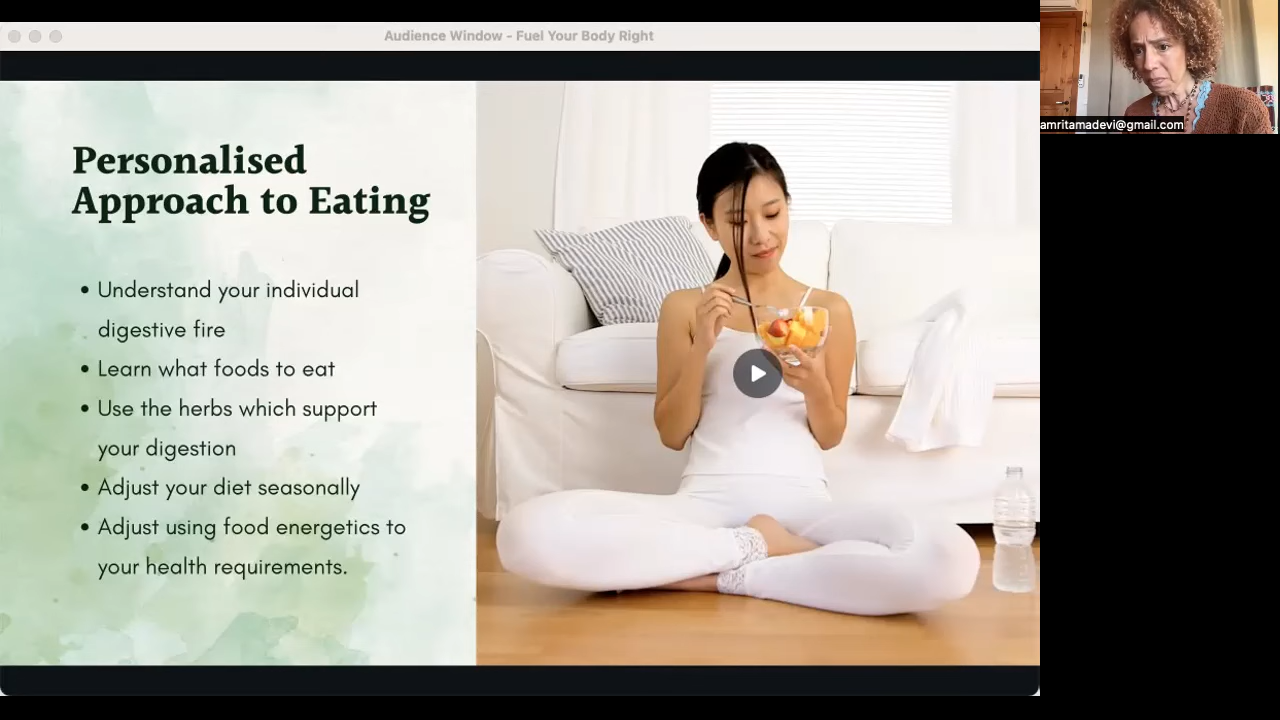 Audience Window - Fuel Your Body Right
amritamadevi@gmail.com
Personalised
Approach to Eating
• Understand your individual
digestive fire
• Learn what foods to eat
• Use the herbs which support
your digestion
• Adjust your diet seasonally
• Adjust using food energetics to
your health requirements.